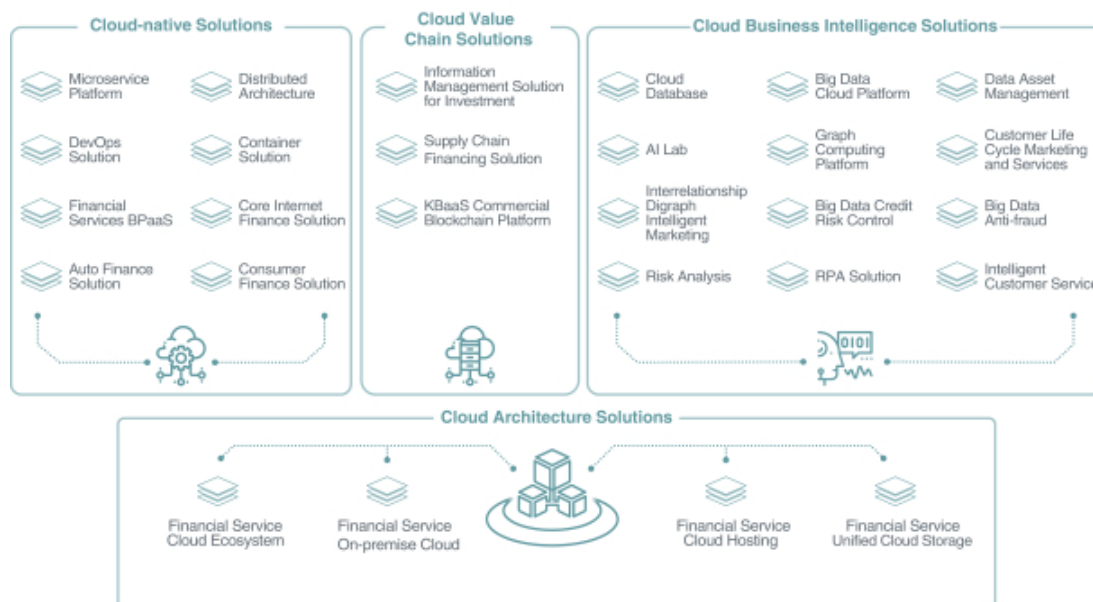 Cloud-native Solutions
Microservice
Platform
Distributed
Architecture
DevOps
Solution
Container
Solution
Financial
Services BPaaS
Core Internet
Finance Solution
Auto Finance
Solution
Consumer
Finance Solution
Cloud Value
Chain Solutions
Information
Management Solution
for Investment
Supply Chain
Financing Solution
KBaaS Commercial
Blockchain Platform
Cloud Business Intelligence Solutions
Cloud
Database
Big Data
Cloud Platform
Data Asset
Management
AI Lab
Graph
Computing
Platform
Customer Life
Cycle Marketing
and Services
Interrelationship
Digraph
Intelligent
Marketing
Big Data Credit
Risk Control
Big Data
Anti-fraud
Risk Analysis
RPA Solution
Intelligent
Customer Service
0101
Cloud Architecture Solutions
Financial Service
Cloud Ecosystem
Financial Service
On-premise Cloud
Financial Service
Cloud Hosting
Financial Service
Unified Cloud Storage